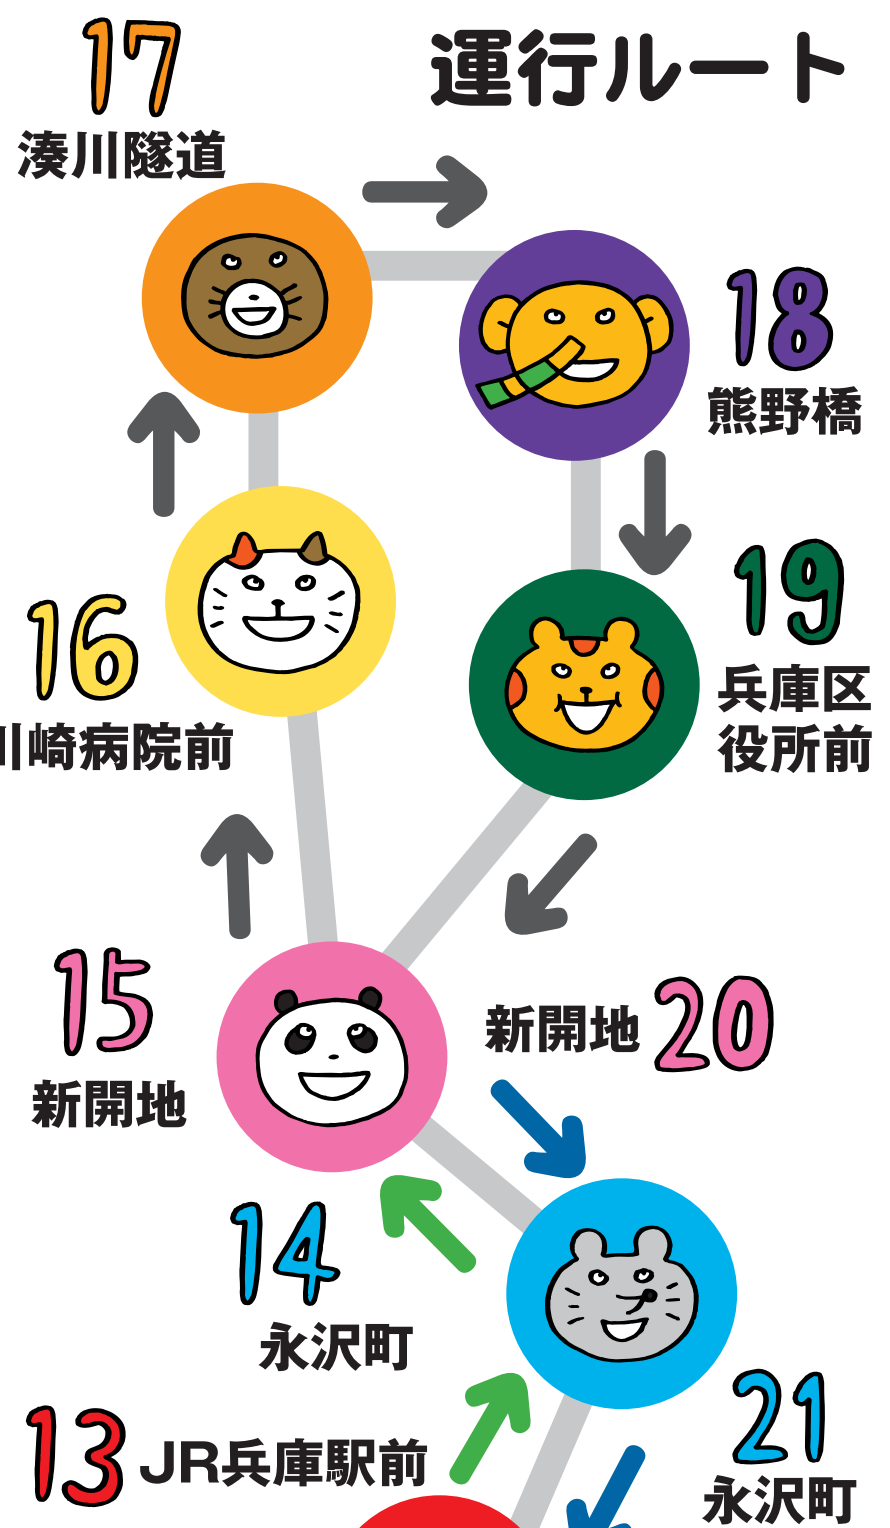 運行ルート
17
湊川隧道
18
熊野橋
16
川崎病院前
19
兵庫区
役所前
15
新開地
新開地 20
14
永沢町
13 JR兵庫駅前
21
永沢町